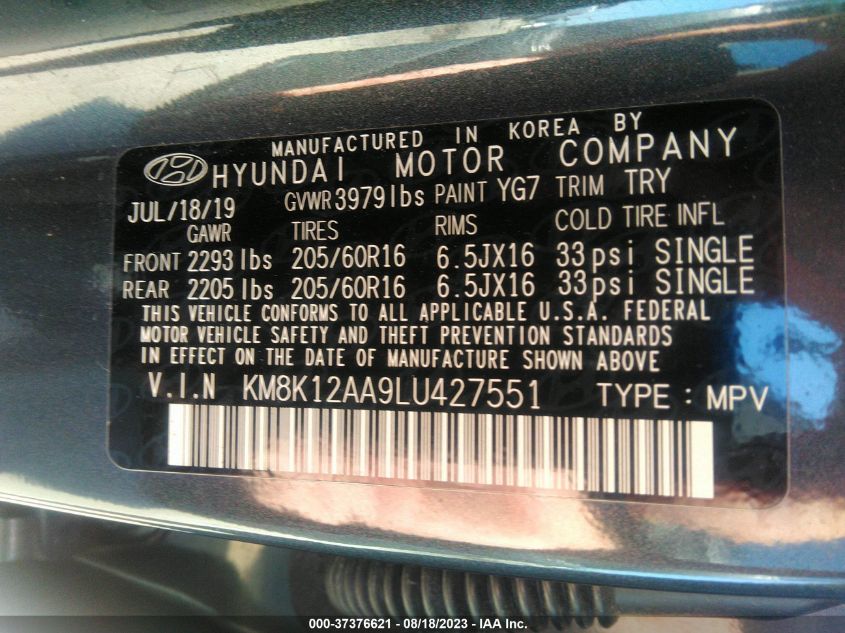 MANUFACTURED IN KOREA BY
HYUNDAI MOTOR COMPANY
JUL/18/19 GVWR 3979lbs PAINT YG7 TRIM TRY
GAWR TIRES RIMS COLD TIRE INFL
FRONT 2293 lbs 205/60R16 6.5JX16 33psi SINGLE
REAR 2205 lbs 205/60R16 6.5JX16 33psi SINGLE
THIS VEHICLE CONFORMS TO ALL APPLICABLE U.S.A. FEDERAL
MOTOR VEHICLE SAFETY AND THEFT PREVENTION STANDARDS
IN EFFECT ON THE DATE OF MANUFACTURE SHOWN ABOVE
V.I.N KM8K12AA9LU427551 TYPE : MPV
000-37376621 - 08/18/2023 - IAA Inc.